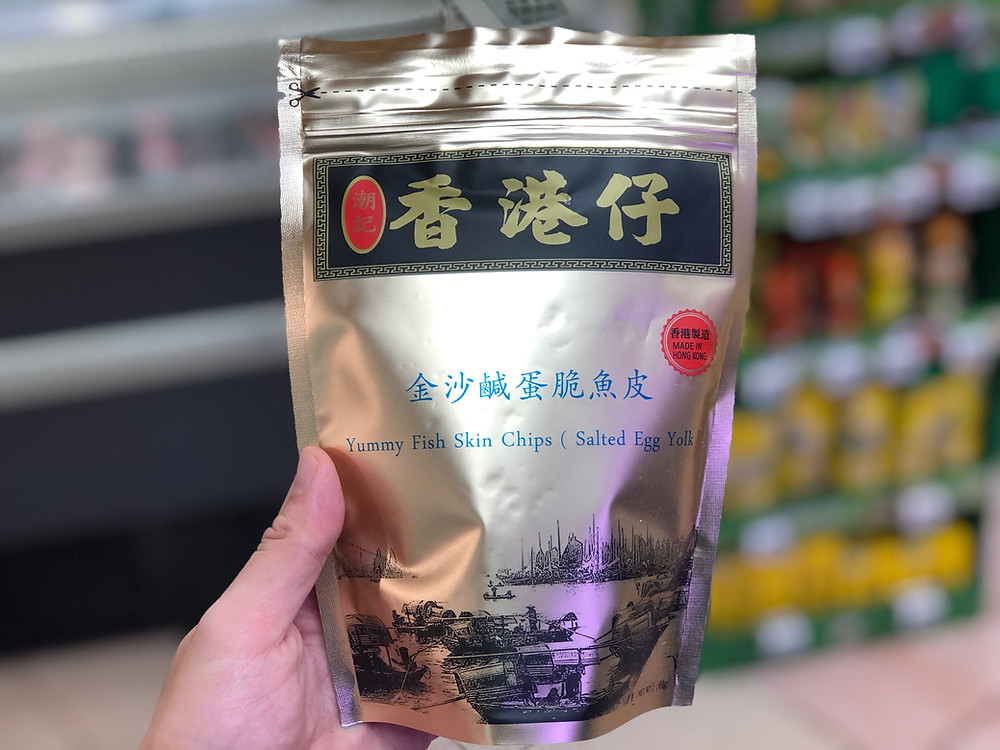 潮記
香港仔
香港製造
MADE IN
HONG KONG
金沙鹹蛋脆魚皮
Yummy Fish Skin Chips ( Salted Egg Yolk